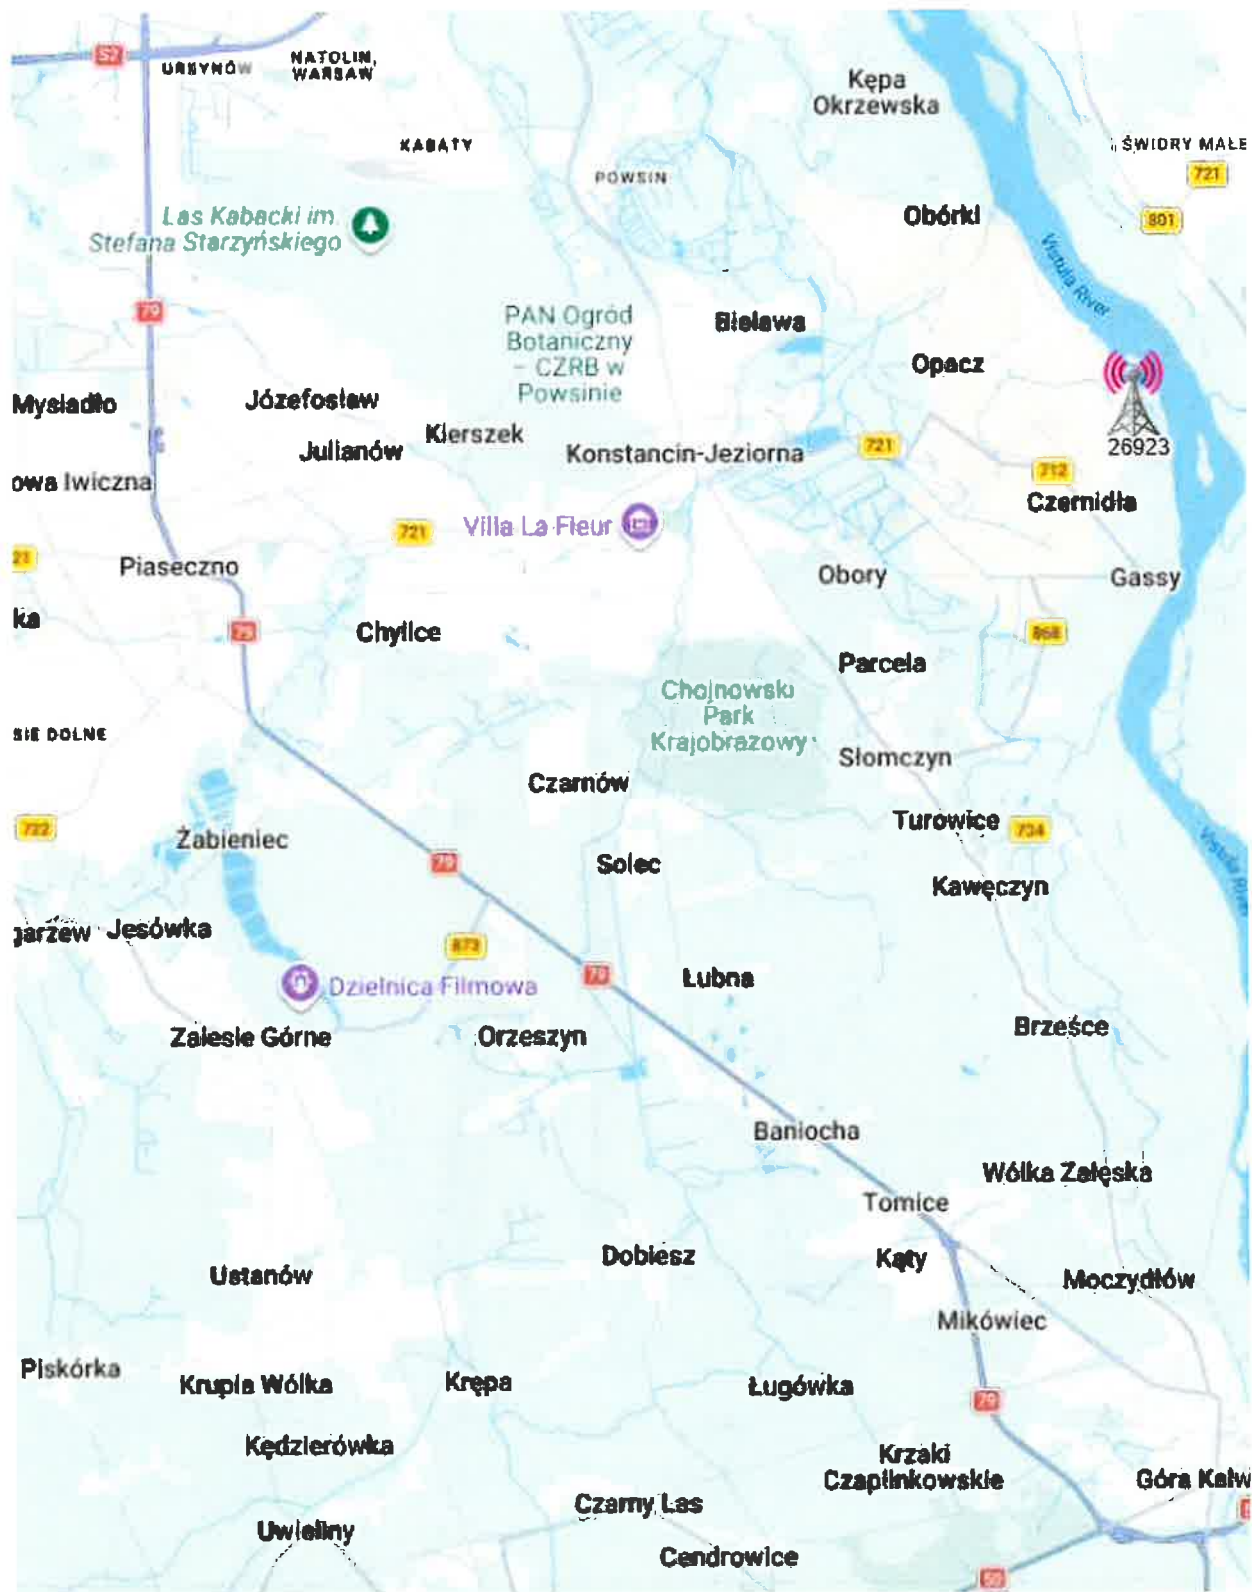 S2
URSYNÓW
NATOLIN,
WARSAW
KABATY
POWSIN
Kępa
Okrzewska
ŚWIDRY MAŁE
721
801
Las Kabacki im.
Stefana Starzyńskiego
Obórki
Vistula River
79
PAN Ogród
Botaniczny
- CZRB w
Powsinie
Bielawa
Opacz
26923
Mysiadło
Józefosław
Julianów
Kierszek
Konstancin-Jeziorna
721
712
owa Iwiczna
Czernidła
721
Villa La Fleur
21
Piaseczno
Obory
Gassy
ka
79
Chylice
868
Parcela
Chojnowski
Park
Krajobrazowy
SIE DOLNE
Słomczyn
Czarnów
722
Żabieniec
Turowice
734
79
Solec
Kawęczyn
Vistula River
garzew
Jesówka
873
79
Łubna
Dzielnica Filmowa
Zalesie Górne
Orzeszyn
Brześce
Baniocha
Wólka Załęska
Tomice
Dobiesz
Kąty
Ustanów
Moczydłów
Mikówiec
Piskórka
Krupia Wólka
Krępa
Ługówka
79
Kędzierówka
Krzaki
Czaplinkowskie
Góra Kalw
Czarny Las
Uwieliny
Cendrowice
50